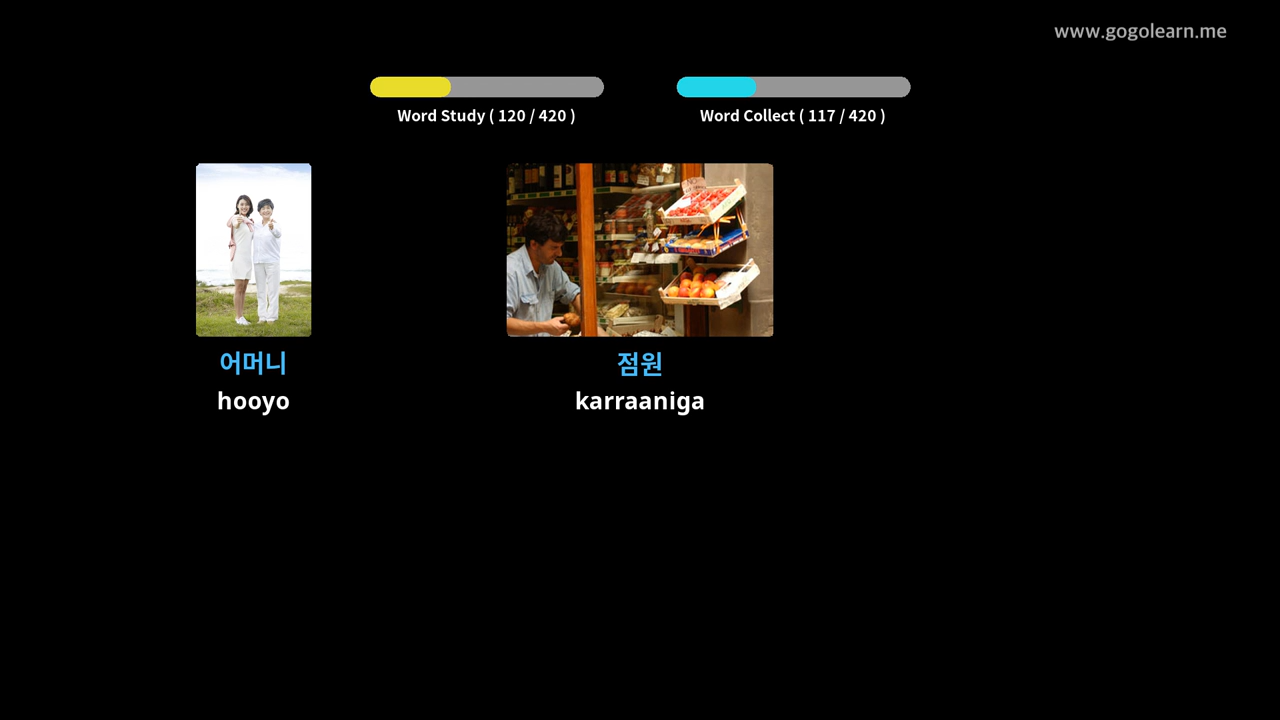 www.gogolearn.me
Word Study ( 120 / 420 )
Word Collect ( 117 / 420 )
어머니
hooyo
점원
karraaniga